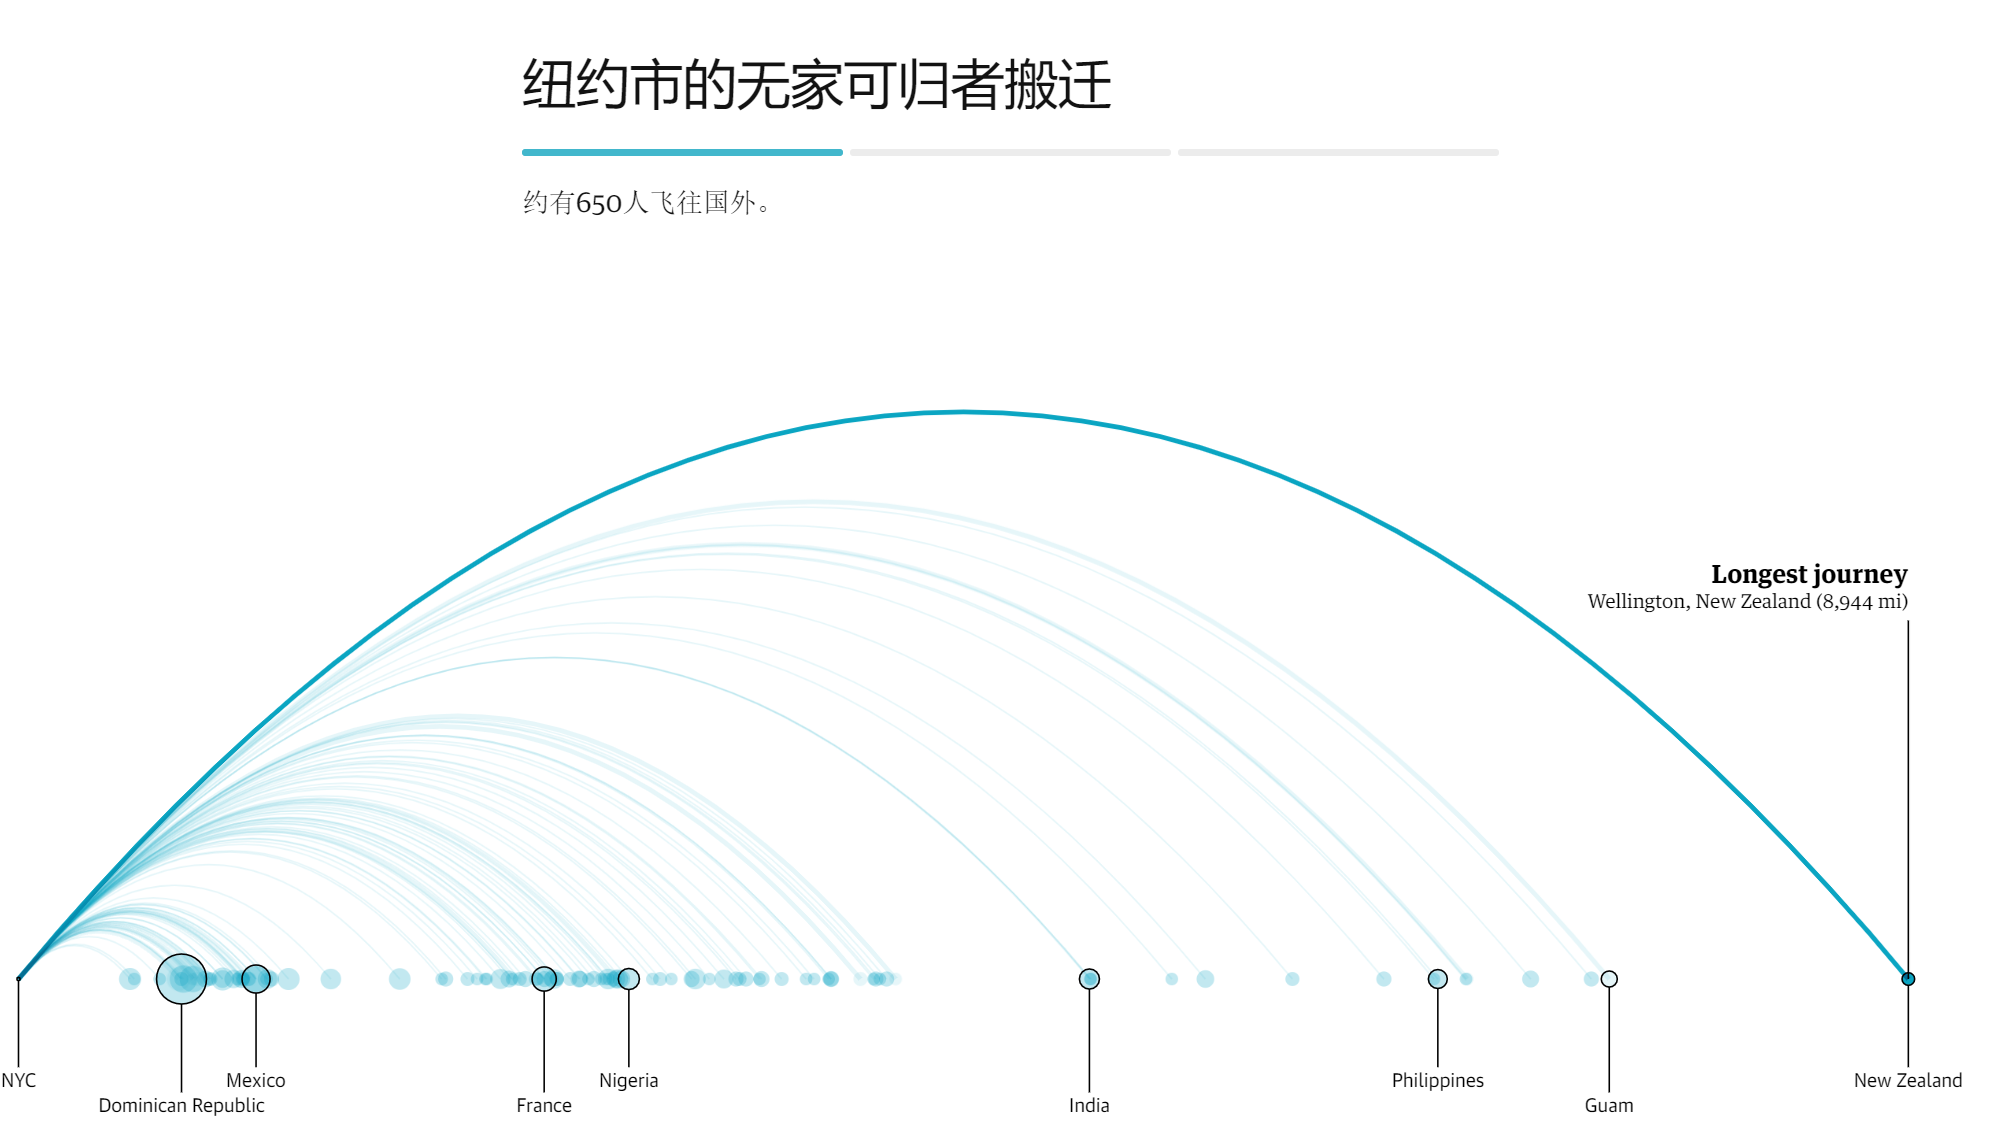 纽约市的无家可归者搬迁
约有650人飞往国外。
Longest journey
Wellington, New Zealand (8,944 mi)
NYC
Mexico
Nigeria
Philippines
New Zealand
Dominican Republic
France
India
Guam